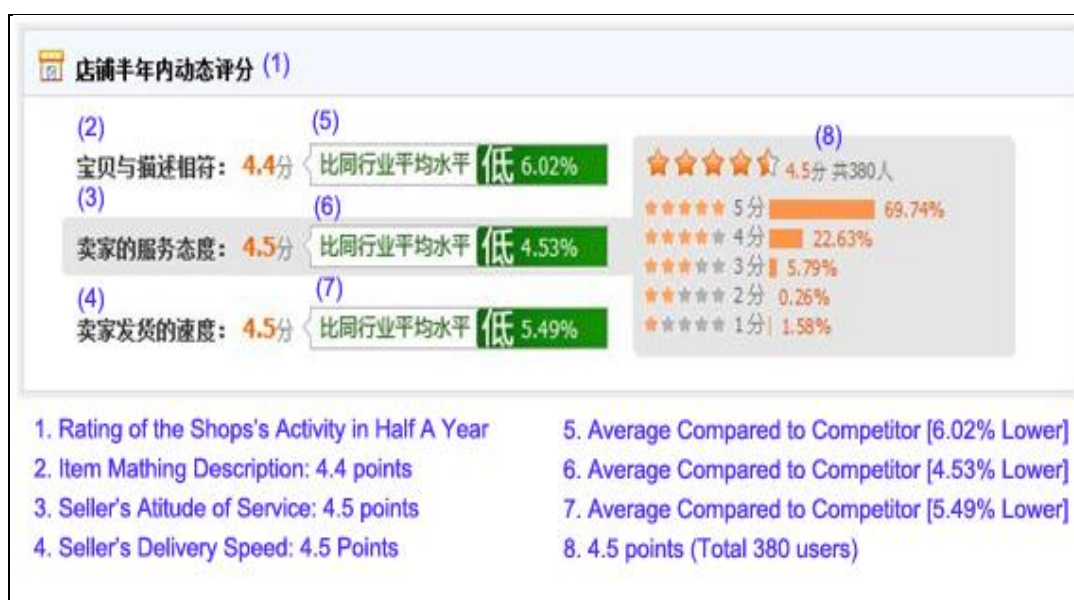 店铺半年内动态评分 (1)
(2)
(5)
宝贝与描述相符： 4.4分 比同行业平均水平 低 6.02%
(3)
(6)
卖家的服务态度： 4.5分 比同行业平均水平 低 4.53%
(4)
(7)
卖家发货的速度： 4.5分 比同行业平均水平 低 5.49%
(8)
4.5分 共380人
5分 69.74%
4分 22.63%
3分 5.79%
2分 0.26%
1分 1.58%
1. Rating of the Shops's Activity in Half A Year
2. Item Mathing Description: 4.4 points
3. Seller's Atitude of Service: 4.5 points
4. Seller's Delivery Speed: 4.5 Points
5. Average Compared to Competitor [6.02% Lower]
6. Average Compared to Competitor [4.53% Lower]
7. Average Compared to Competitor [5.49% Lower]
8. 4.5 points (Total 380 users)